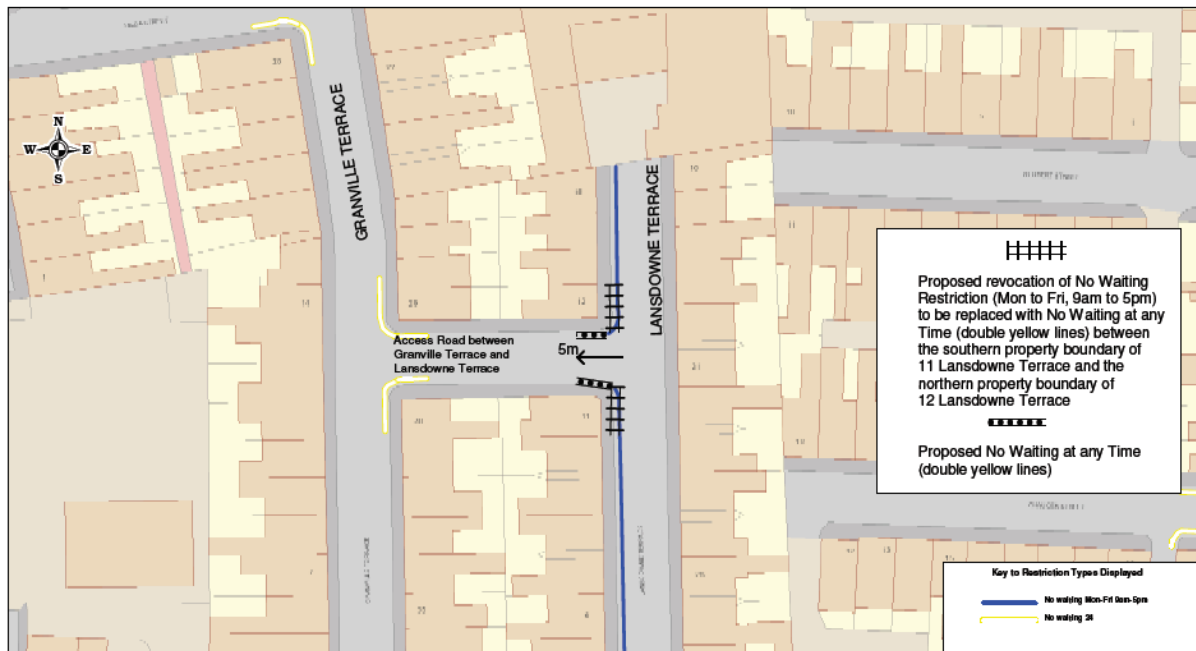 N
W E
S
GRANVILLE TERRACE
LANSDOWNE TERRACE
Access Road between
Granville Terrace and
Lansdowne Terrace
5m
Proposed revocation of No Waiting
Restriction (Mon to Fri, 9am to 5pm)
to be replaced with No Waiting at any
Time (double yellow lines) between
the southern property boundary of
11 Lansdowne Terrace and the
northern property boundary of
12 Lansdowne Terrace
Proposed No Waiting at any Time
(double yellow lines)
Key to Restriction Types Displayed
No waiting Mon-Fri 9am-5pm
No waiting 24
14
29
12
11